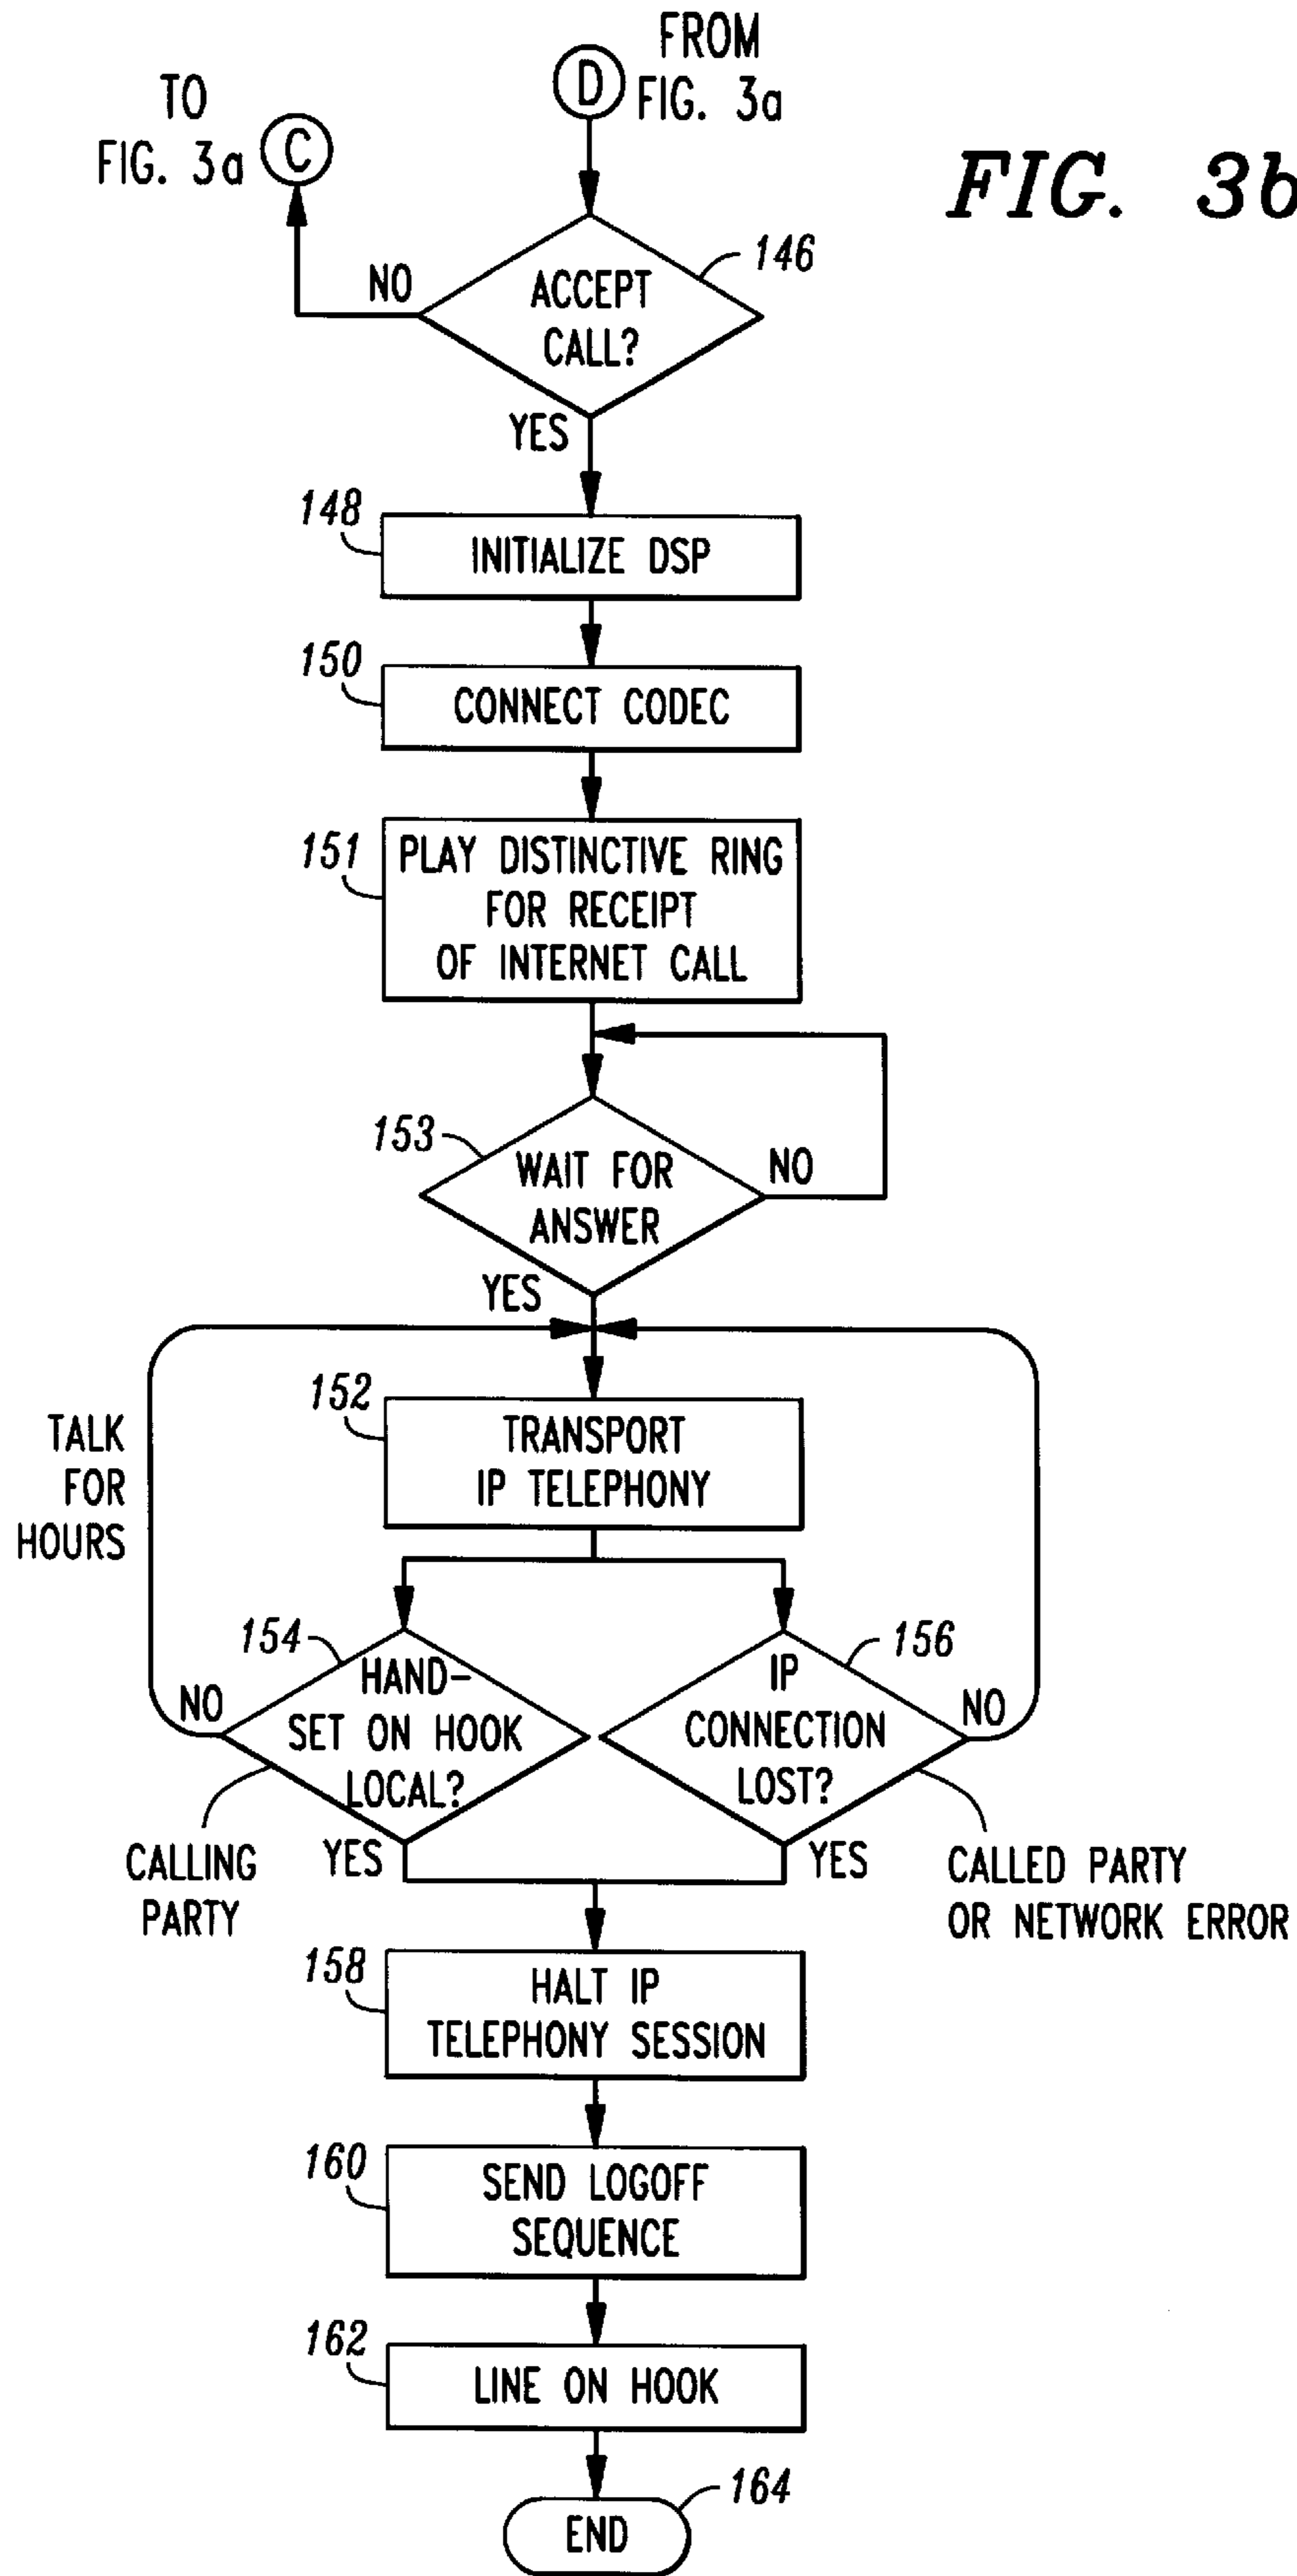 FROM
FIG. 3a
D
TO
FIG. 3a
C
FIG. 3b
146
ACCEPT
CALL?
NO
YES
148
INITIALIZE DSP
150
CONNECT CODEC
151
PLAY DISTINCTIVE RING
FOR RECEIPT
OF INTERNET CALL
153
WAIT FOR
ANSWER
NO
YES
152
TRANSPORT
IP TELEPHONY
TALK
FOR
HOURS
154
HAND-
SET ON HOOK
LOCAL?
NO
YES
CALLING
PARTY
156
IP
CONNECTION
LOST?
NO
YES
CALLED PARTY
OR NETWORK ERROR
158
HALT IP
TELEPHONY SESSION
160
SEND LOGOFF
SEQUENCE
162
LINE ON HOOK
164
END